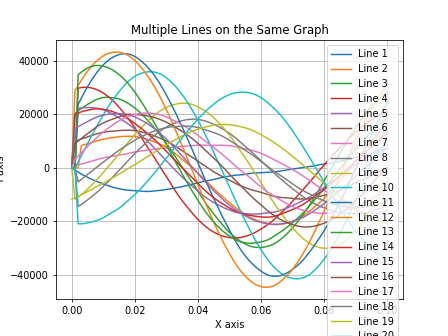 Multiple Lines on the Same Graph
40000
20000
0
−20000
−40000
axis
0.00
0.02
0.04
0.06
X axis
Line 1
Line 2
Line 3
Line 4
Line 5
Line 6
Line 7
Line 8
Line 9
Line 10
Line 11
Line 12
Line 13
Line 14
Line 15
Line 16
Line 17
Line 18
Line 19
Line 20